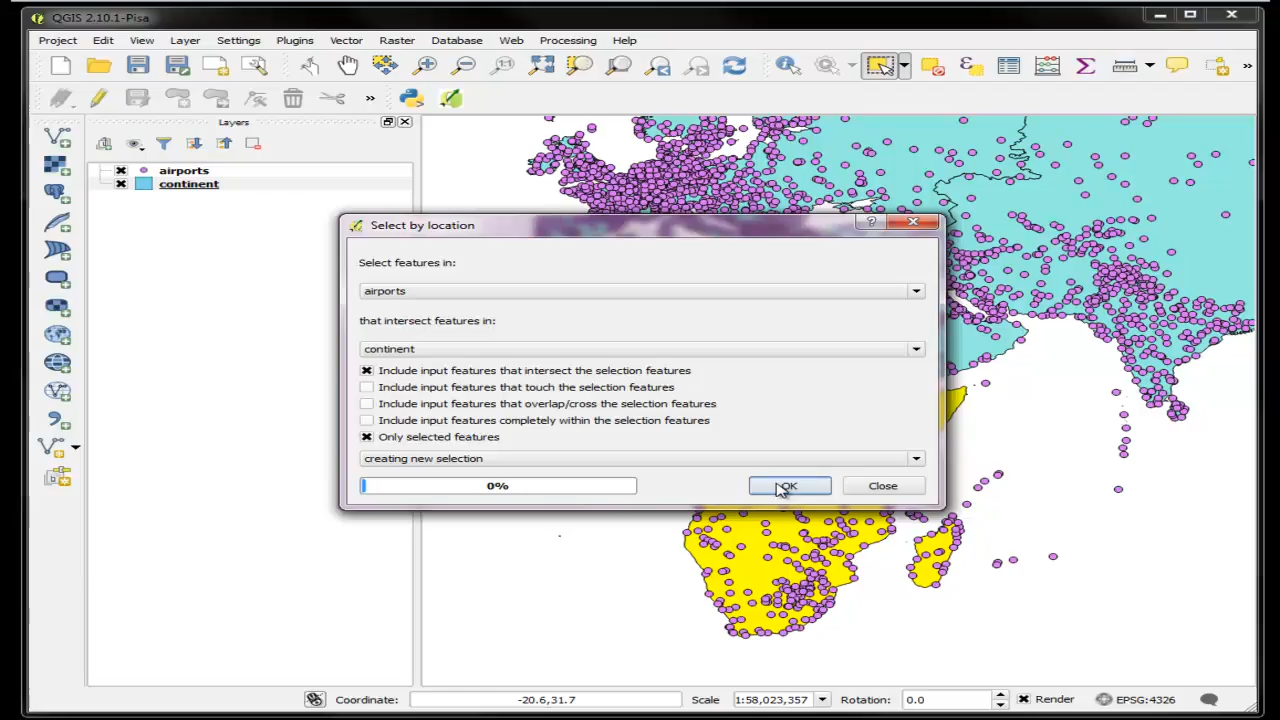 QGIS 2.10.1-Pisa
Project Edit View Layer Settings Plugins Vector Raster Database Web Processing Help
Layers
airports
continent
Select by location
Select features in:
airports
that intersect features in:
continent
Include input features that intersect the selection features
Include input features that touch the selection features
Include input features that overlap/cross the selection features
Include input features completely within the selection features
Only selected features
creating new selection
0% OK Close
Coordinate: -20.6,31.7 Scale 1:58,023,357 Rotation: 0.0 Render EPSG:4326